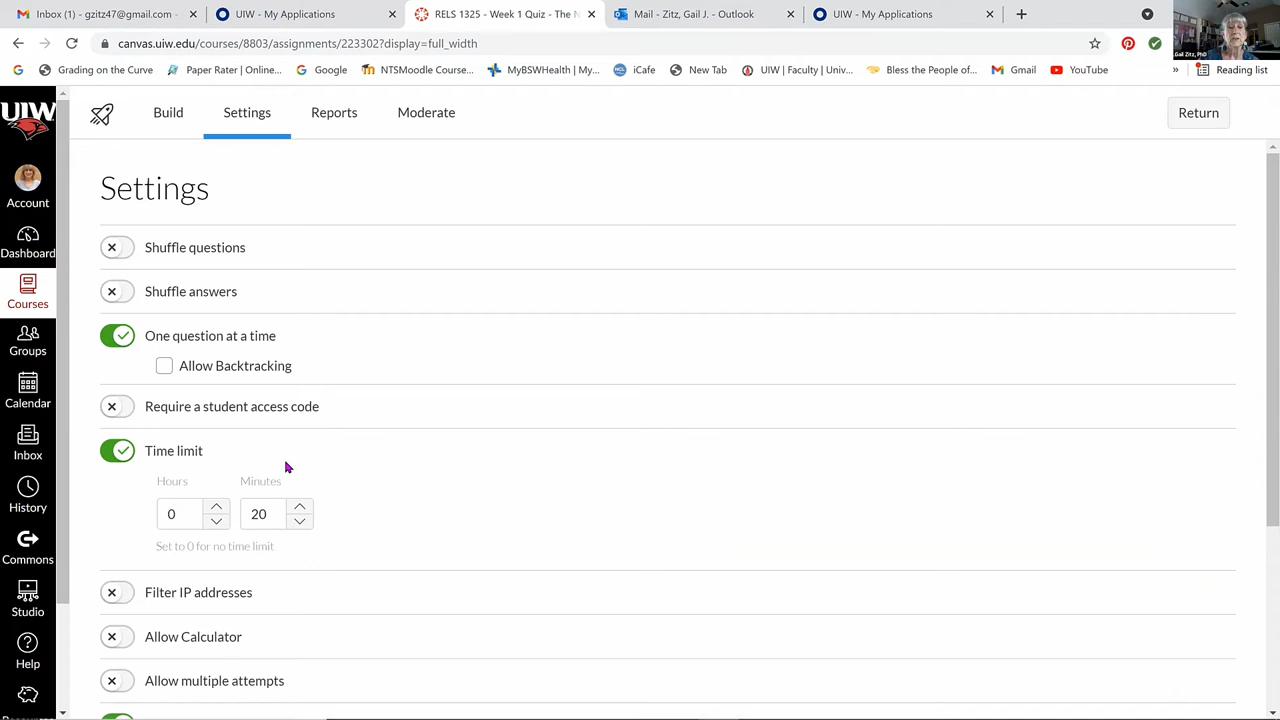 Inbox (1) - gzitz47@gmail.com
UIW - My Applications
RELS 1325 - Week 1 Quiz - The N
Mail - Zitz, Gail J. - Outlook
UIW - My Applications
canvas.uiw.edu/courses/8803/assignments/223302?display=full_width
Gail Zitz, PhD
Grading on the Curve
Paper Rater | Online...
Google
NTSMoodle Course...
MyBSWHealth | My...
iCafe
New Tab
UIW | Faculty | Univ...
Bless the people of...
Gmail
YouTube
»
Reading list
UIW
Account
Dashboard
Courses
Groups
Calendar
Inbox
History
Commons
Studio
Help
Build
Settings
Reports
Moderate
Return
Settings
Shuffle questions
Shuffle answers
One question at a time
Allow Backtracking
Require a student access code
Time limit
Hours
Minutes
0
20
Set to 0 for no time limit
Filter IP addresses
Allow Calculator
Allow multiple attempts